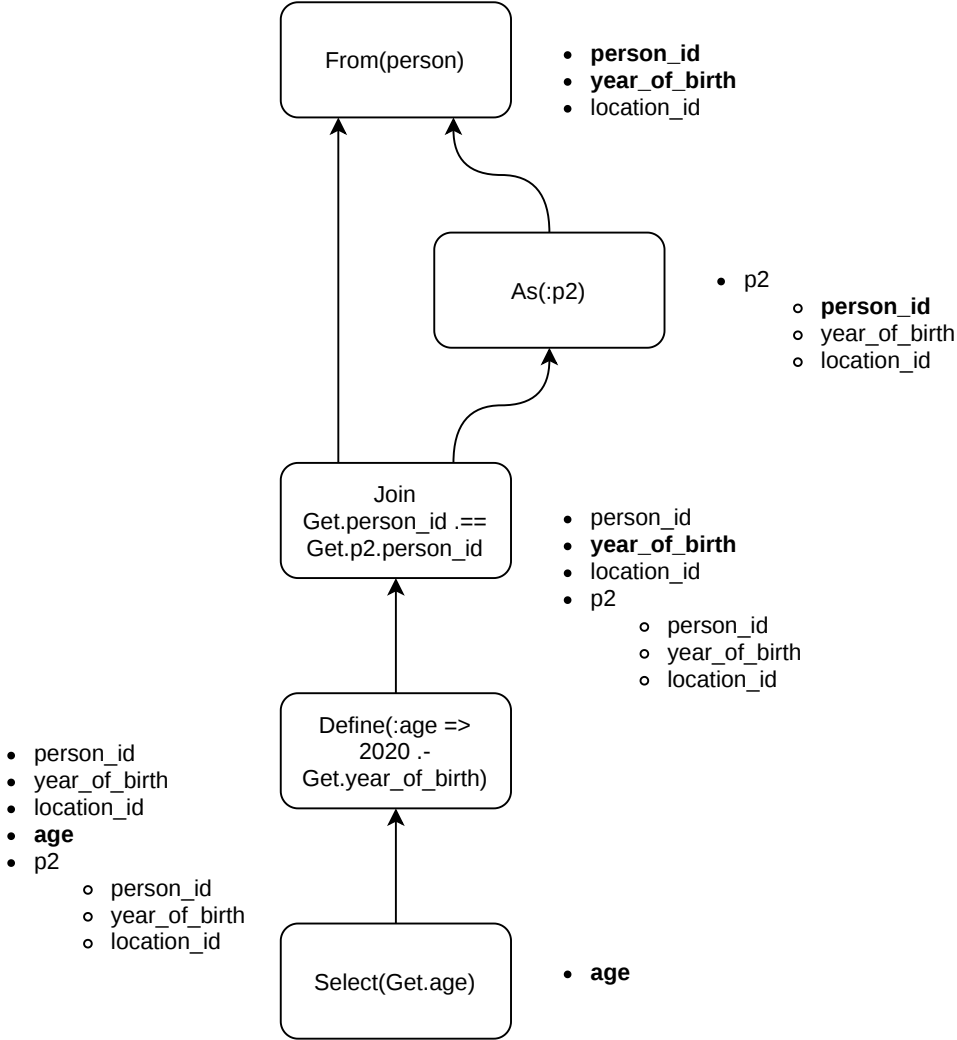 From(person)
person_id
year_of_birth
location_id
As(:p2)
p2
person_id
year_of_birth
location_id
Join
Get.person_id .==
Get.p2.person_id
person_id
year_of_birth
location_id
p2
person_id
year_of_birth
location_id
Define(:age =>
2020 .-
Get.year_of_birth)
person_id
year_of_birth
location_id
age
p2
person_id
year_of_birth
location_id
Select(Get.age)
age